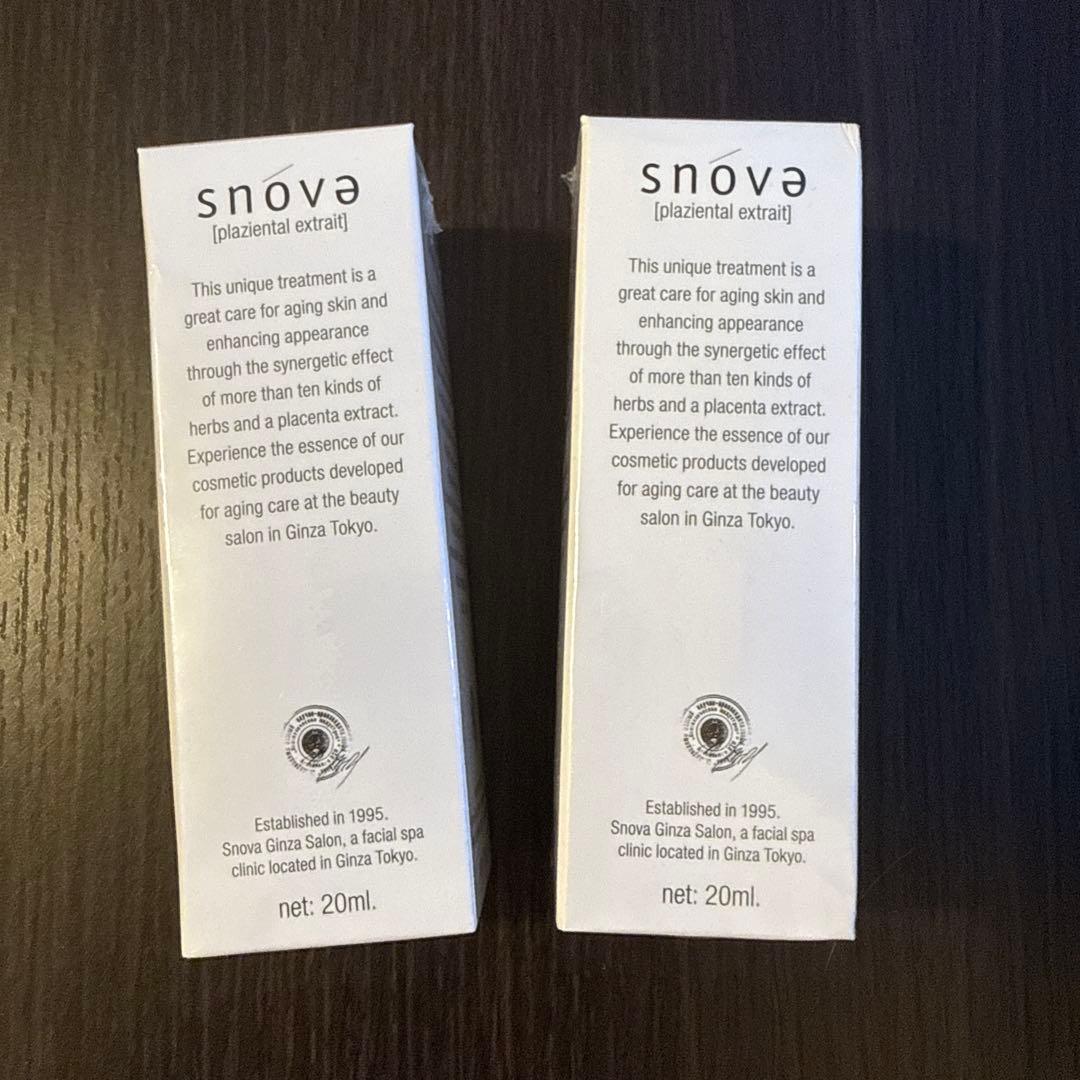 snóvə
[plaziental extrait]
This unique treatment is a
great care for aging skin and
enhancing appearance
through the synergetic effect
of more than ten kinds of
herbs and a placenta extract.
Experience the essence of our
cosmetic products developed
for aging care at the beauty
salon in Ginza Tokyo.
Established in 1995.
Snova Ginza Salon, a facial spa
clinic located in Ginza Tokyo.
net: 20ml.
snóvə
[plaziental extrait]
This unique treatment is a
great care for aging skin and
enhancing appearance
through the synergetic effect
of more than ten kinds of
herbs and a placenta extract.
Experience the essence of our
cosmetic products developed
for aging care at the beauty
salon in Ginza Tokyo.
Established in 1995.
Snova Ginza Salon, a facial spa
clinic located in Ginza Tokyo.
net: 20ml.